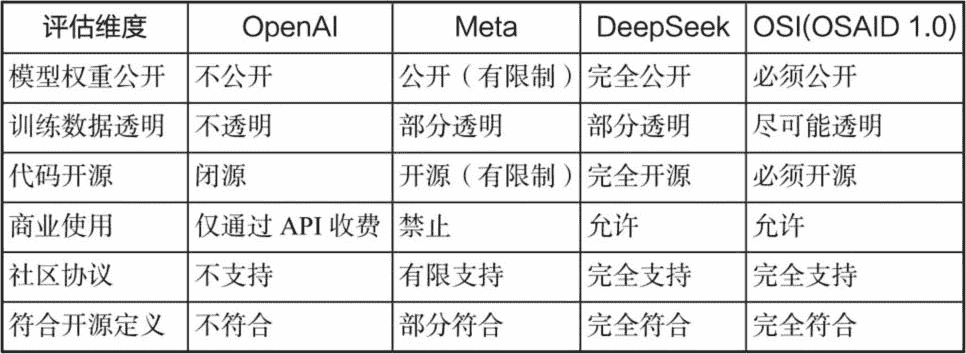 评估维度 OpenAI Meta DeepSeek OSI(OSAID 1.0)
模型权重公开 不公开 公开（有限制） 完全公开 必须公开
训练数据透明 不透明 部分透明 部分透明 尽可能透明
代码开源 闭源 开源（有限制） 完全开源 必须开源
商业使用 仅通过 API 收费 禁止 允许 允许
社区协议 不支持 有限支持 完全支持 完全支持
符合开源定义 不符合 部分符合 完全符合 完全符合